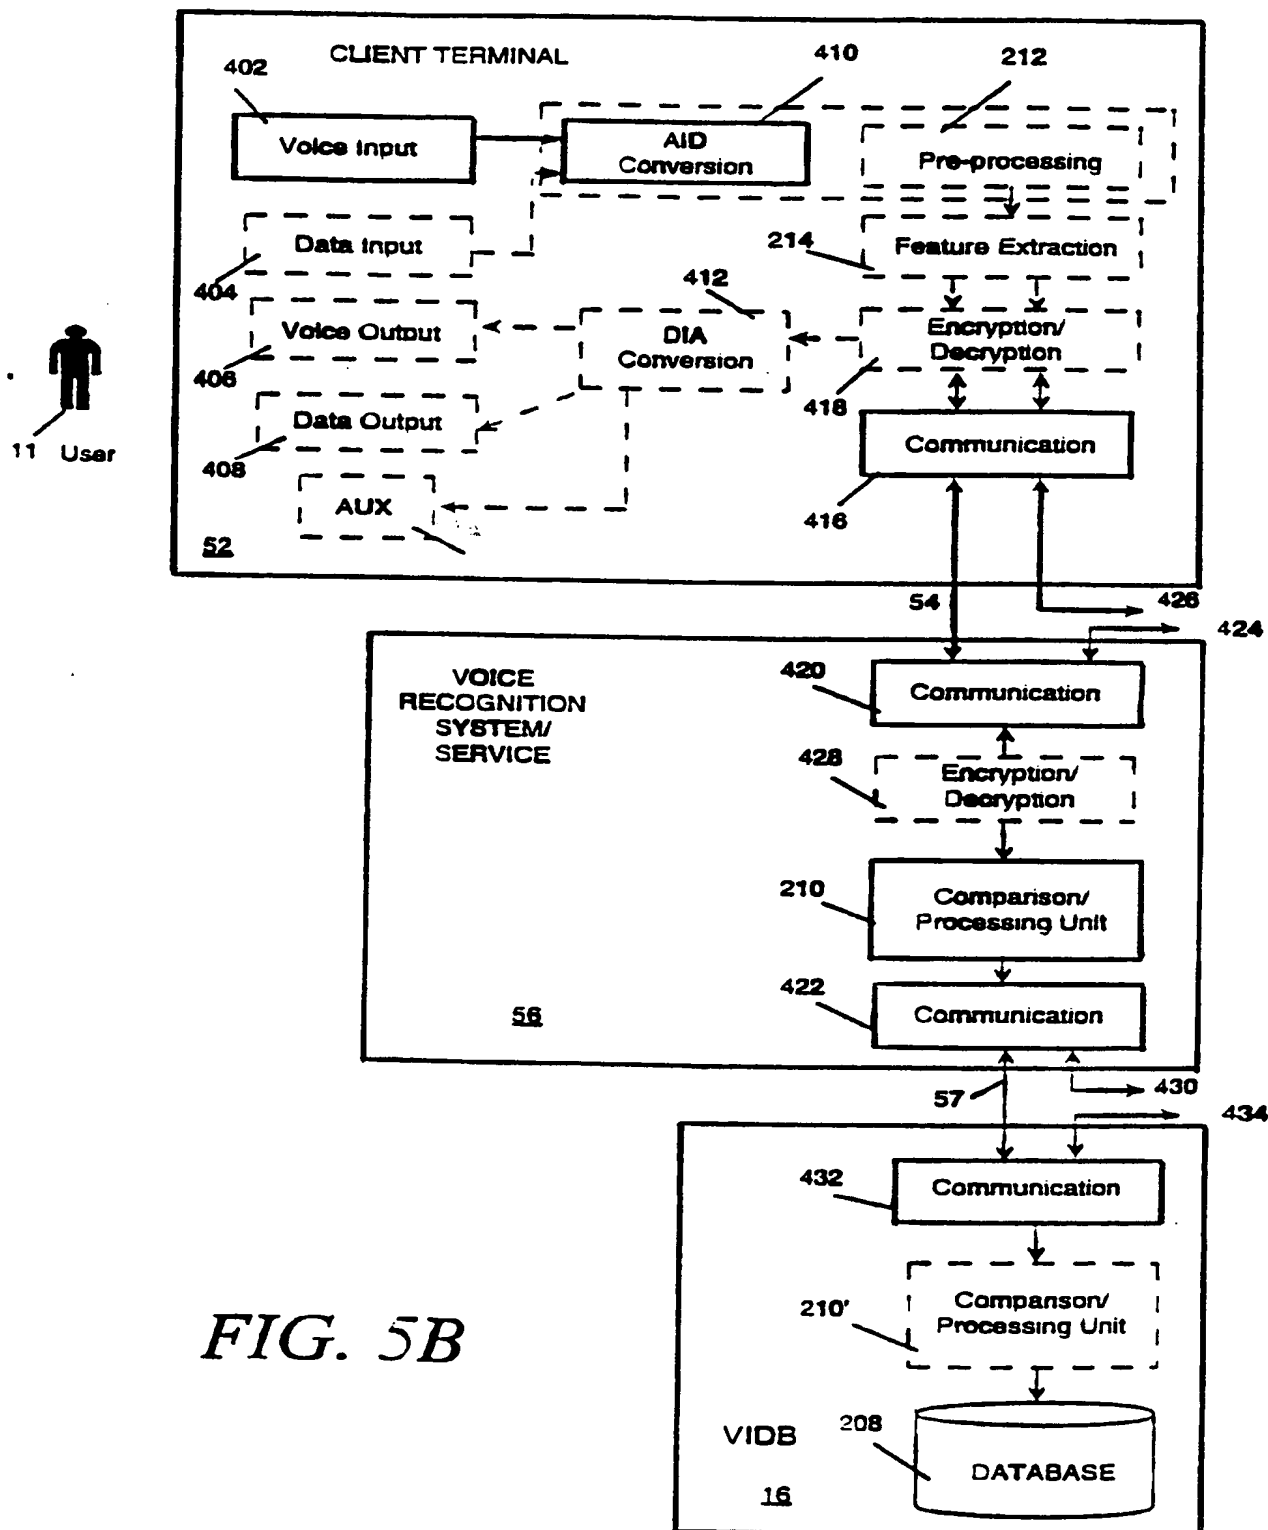 CLIENT TERMINAL
402
410
212
Voice Input
AID
Conversion
Pre-processing
Data Input
214
Feature Extraction
404
412
Voice Output
DIA
Conversion
Encryption/
Decryption
406
418
Data Output
Communication
11 User
408
AUX
416
52
54
426
424
VOICE
RECOGNITION
SYSTEM/
SERVICE
420
Communication
428
Encryption/
Decryption
210
Comparison/
Processing Unit
422
Communication
56
57
430
434
432
Communication
210'
Comparison/
Processing Unit
FIG. 5B
VIDB
208
DATABASE
16